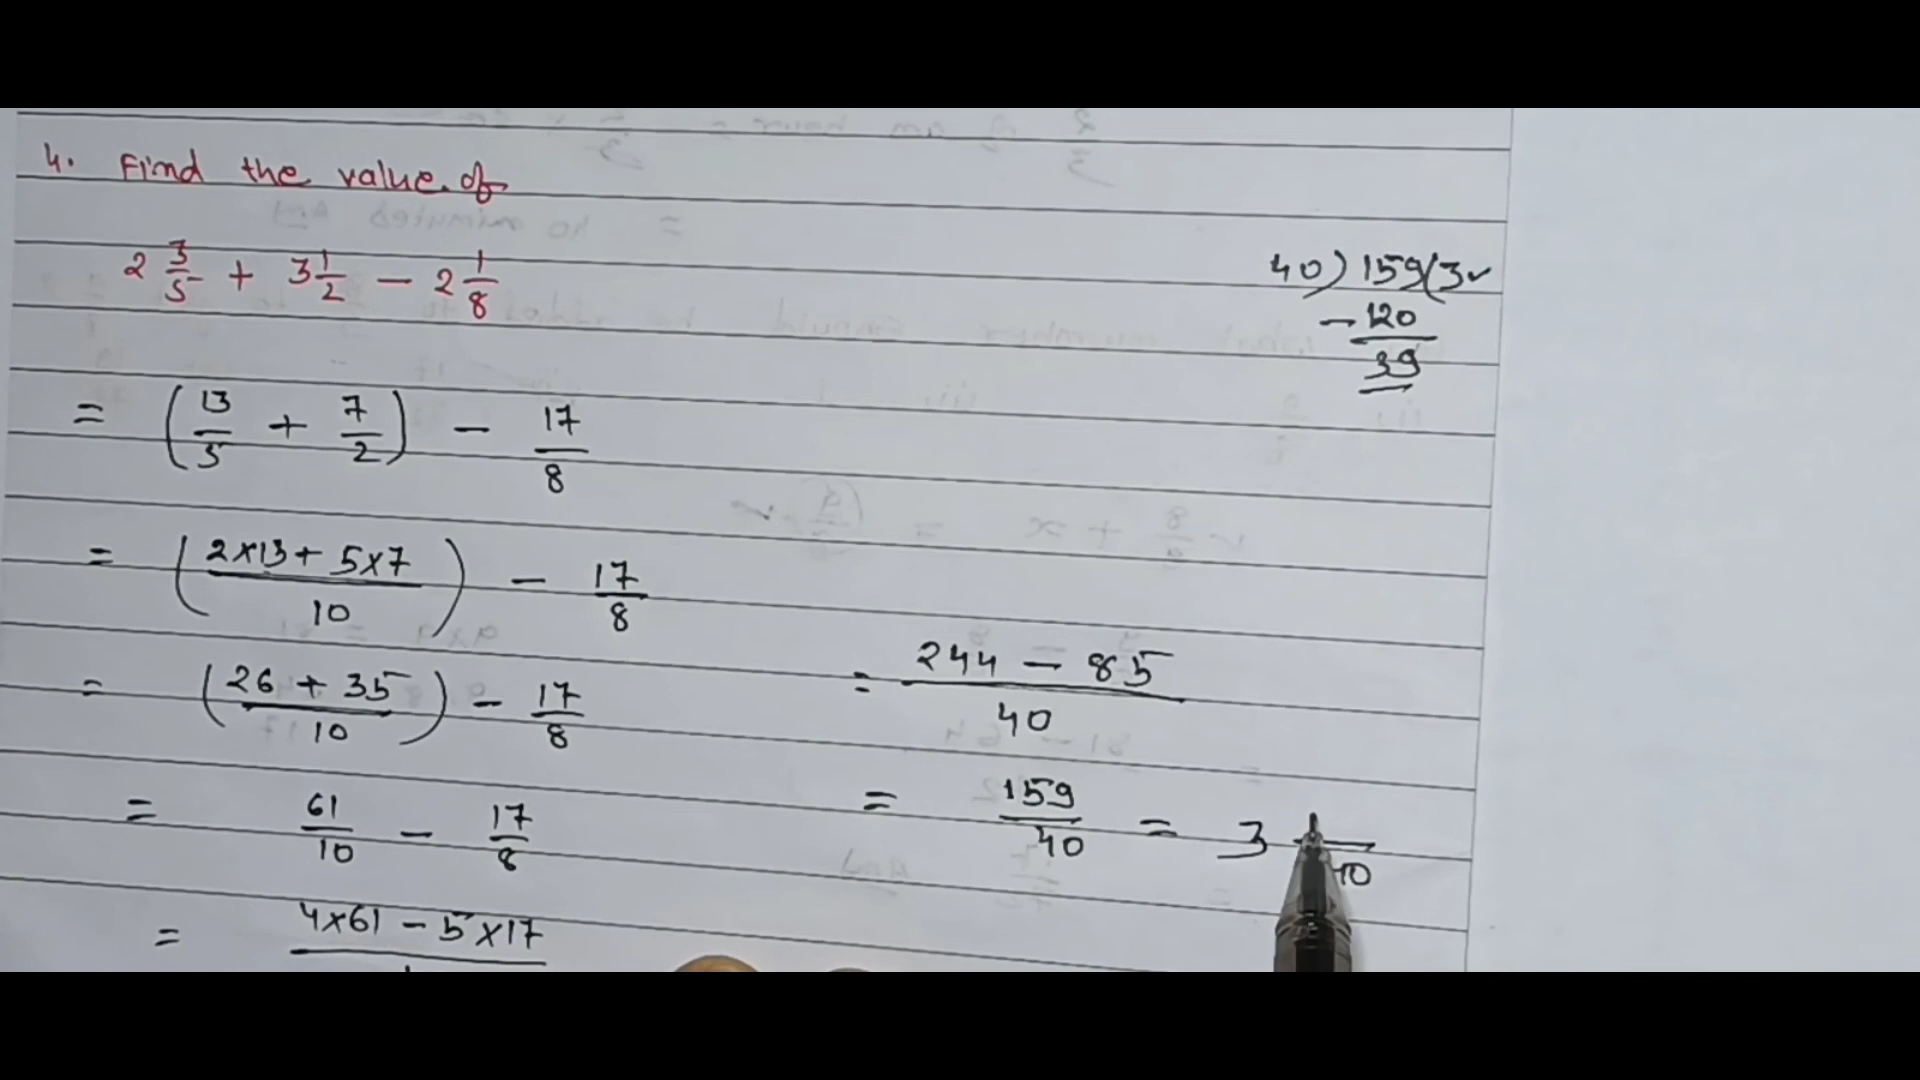 4. Find the value of
2 3/5 + 3 1/2 - 2 1/8
= (13/5 + 7/2) - 17/8
= (2×13+5×7/10) - 17/8
= (26+35/10) - 17/8
= 61/10 - 17/8
= 4×61-5×17
= 244-85/40
= 159/40 = 3 /40
40)159(3✓
-120
39